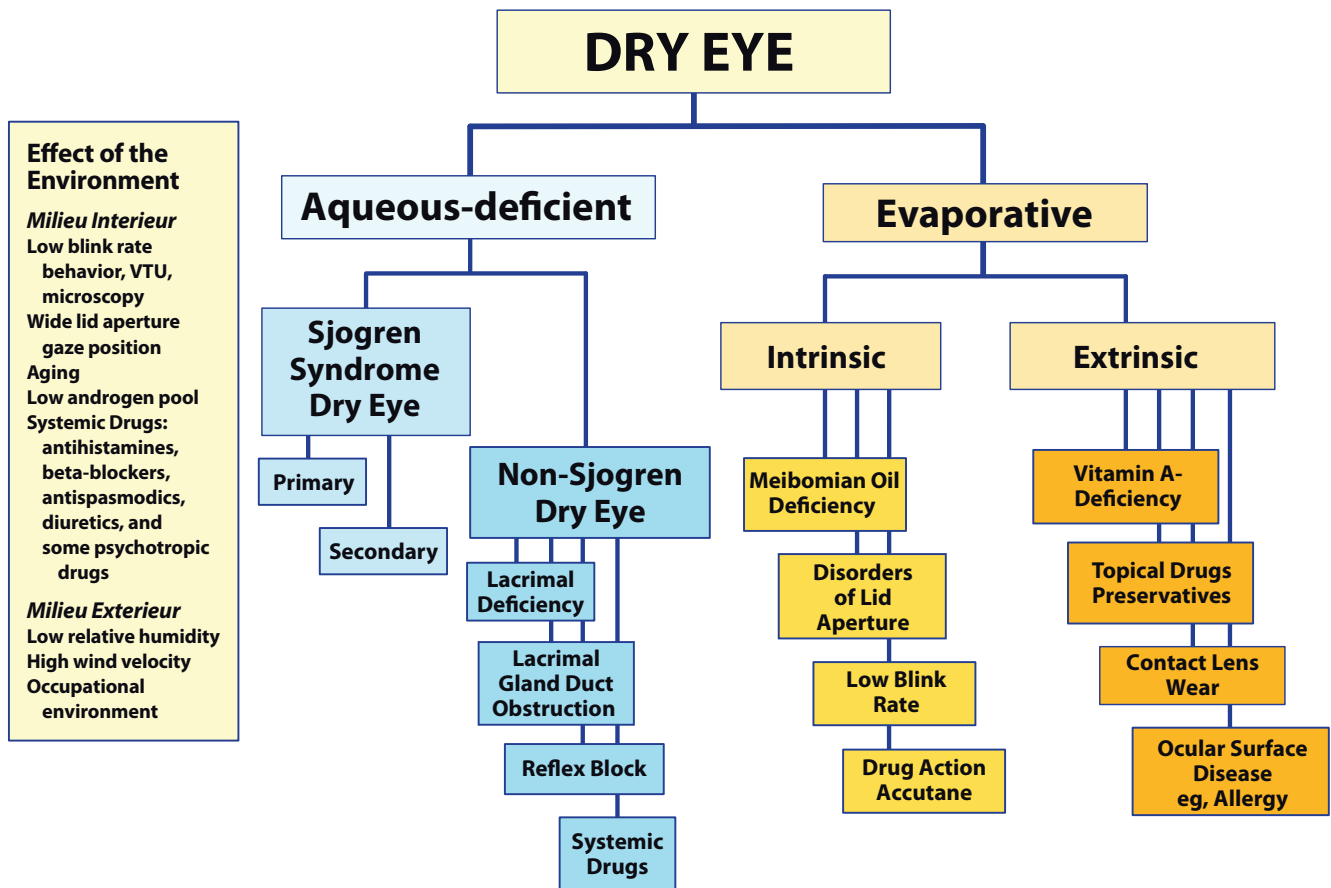 DRY EYE
Effect of the
Environment
Milieu Interieur
Low blink rate
behavior, VTU,
microscopy
Wide lid aperture
gaze position
Aging
Low androgen pool
Systemic Drugs:
antihistamines,
beta-blockers,
antispasmodics,
diuretics, and
some psychotropic
drugs
Milieu Exterieur
Low relative humidity
High wind velocity
Occupational
environment
Aqueous-deficient
Evaporative
Sjogren
Syndrome
Dry Eye
Primary
Secondary
Non-Sjogren
Dry Eye
Lacrimal
Deficiency
Lacrimal
Gland Duct
Obstruction
Reflex Block
Systemic
Drugs
Intrinsic
Meibomian Oil
Deficiency
Disorders
of Lid
Aperture
Low Blink
Rate
Drug Action
Accutane
Extrinsic
Vitamin A-
Deficiency
Topical Drugs
Preservatives
Contact Lens
Wear
Ocular Surface
Disease
eg, Allergy